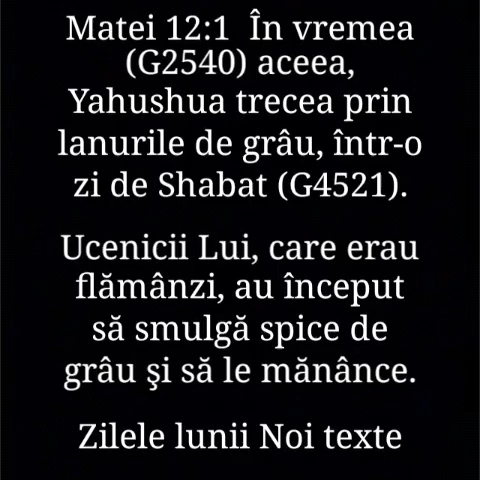 Matei 12:1 În vremea
(G2540) aceea,
Yahushua trecea prin
lanurile de grâu, într-o
zi de Shabat (G4521).
Ucenicii Lui, care erau
flămânzi, au început
să smulgă spice de
grâu şi să le mănânce.
Zilele lunii Noi texte